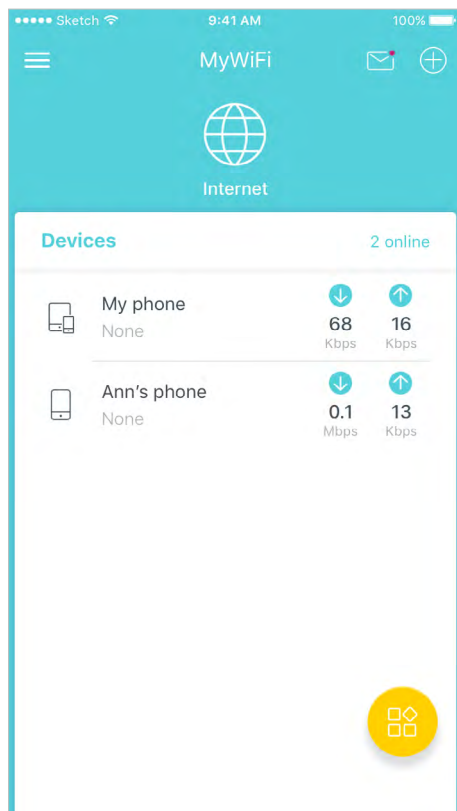 Sketch 9:41 AM 100%
MyWiFi
Internet
Devices 2 online
My phone
None
68 Kbps
16 Kbps
Ann's phone
None
0.1 Mbps
13 Kbps